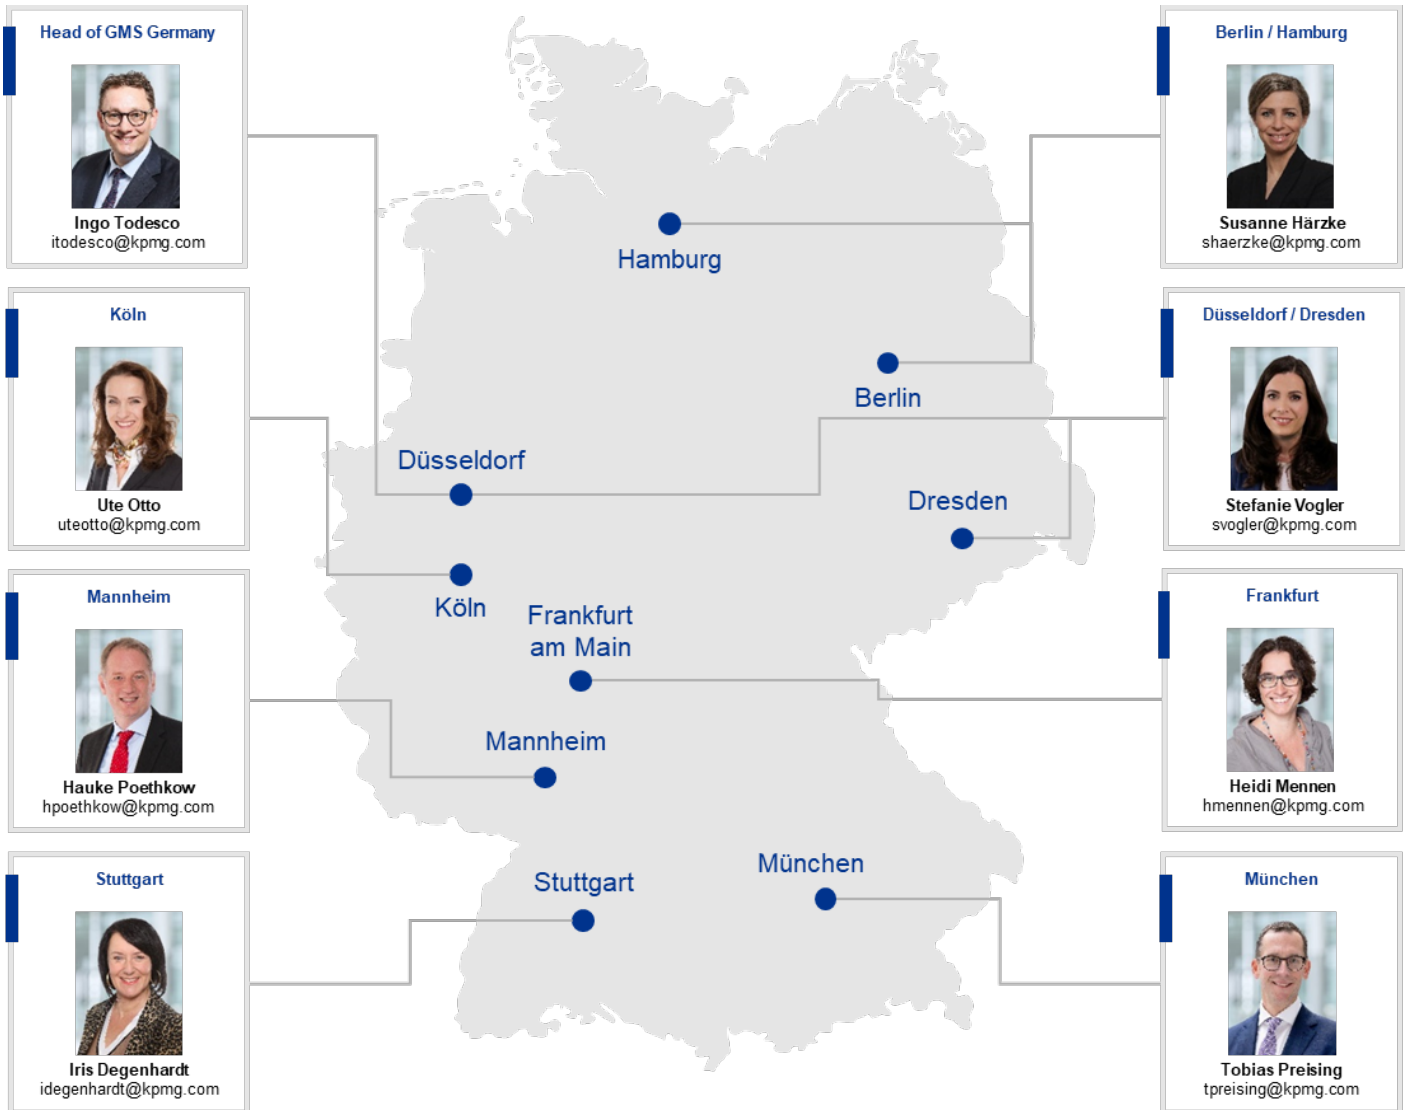 Head of GMS Germany
Ingo Todesco
itodesco@kpmg.com
Köln
Ute Otto
uteotto@kpmg.com
Mannheim
Hauke Poethkow
hpoethkow@kpmg.com
Stuttgart
Iris Degenhardt
idegenhardt@kpmg.com
Hamburg
Berlin
Düsseldorf
Dresden
Köln
Frankfurt
am Main
Mannheim
München
Stuttgart
Berlin / Hamburg
Susanne Härzke
shaerzke@kpmg.com
Düsseldorf / Dresden
Stefanie Vogler
svogler@kpmg.com
Frankfurt
Heidi Mennen
hmennen@kpmg.com
München
Tobias Preising
tpreising@kpmg.com